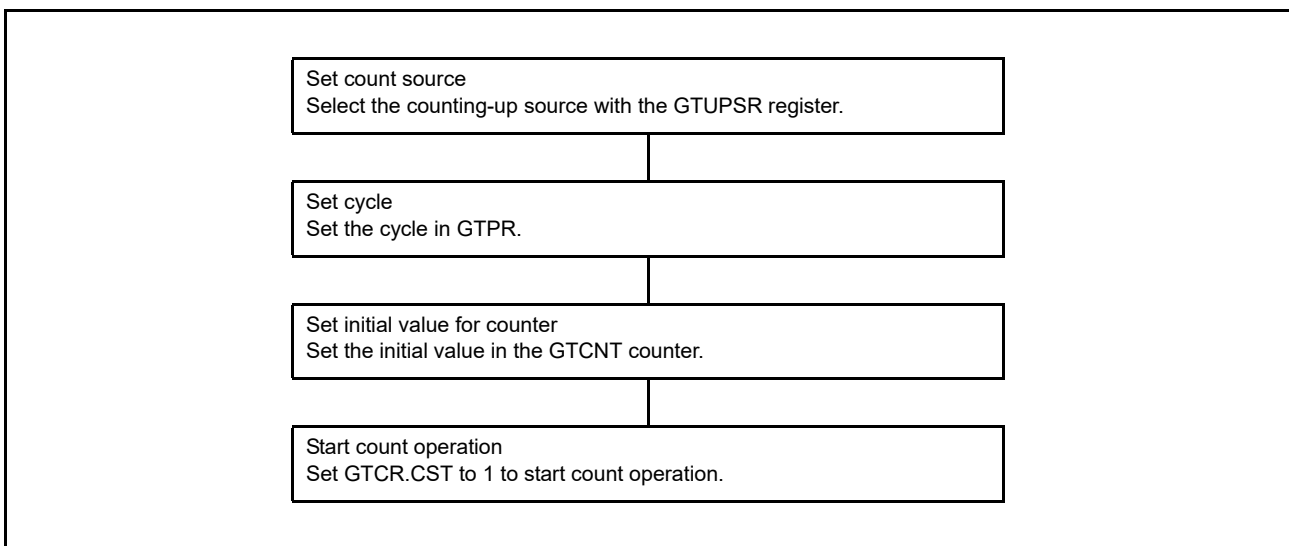 Set count source
Select the counting-up source with the GTUPSR register.
Set cycle
Set the cycle in GTPR.
Set initial value for counter
Set the initial value in the GTCNT counter.
Start count operation
Set GTCR.CST to 1 to start count operation.